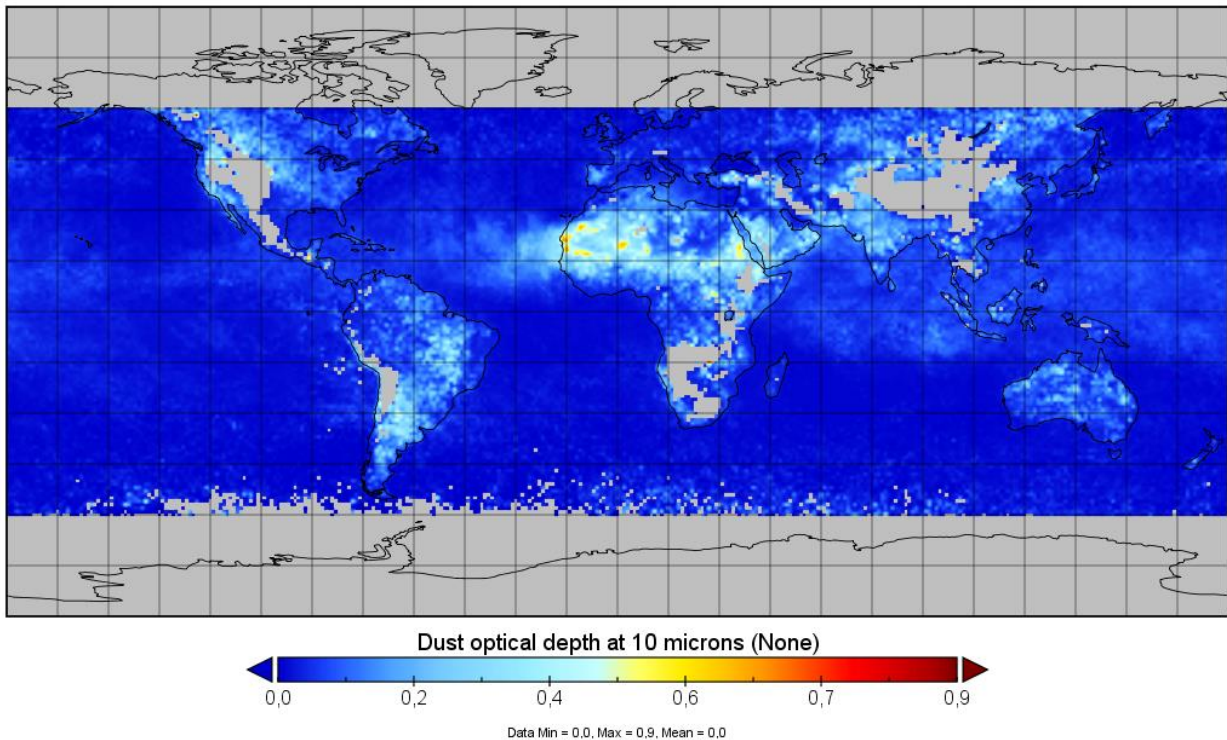 Dust optical depth at 10 microns (None)
0,0 0,2 0,4 0,6 0,7 0,9
Data Min = 0,0, Max = 0,9, Mean = 0,0